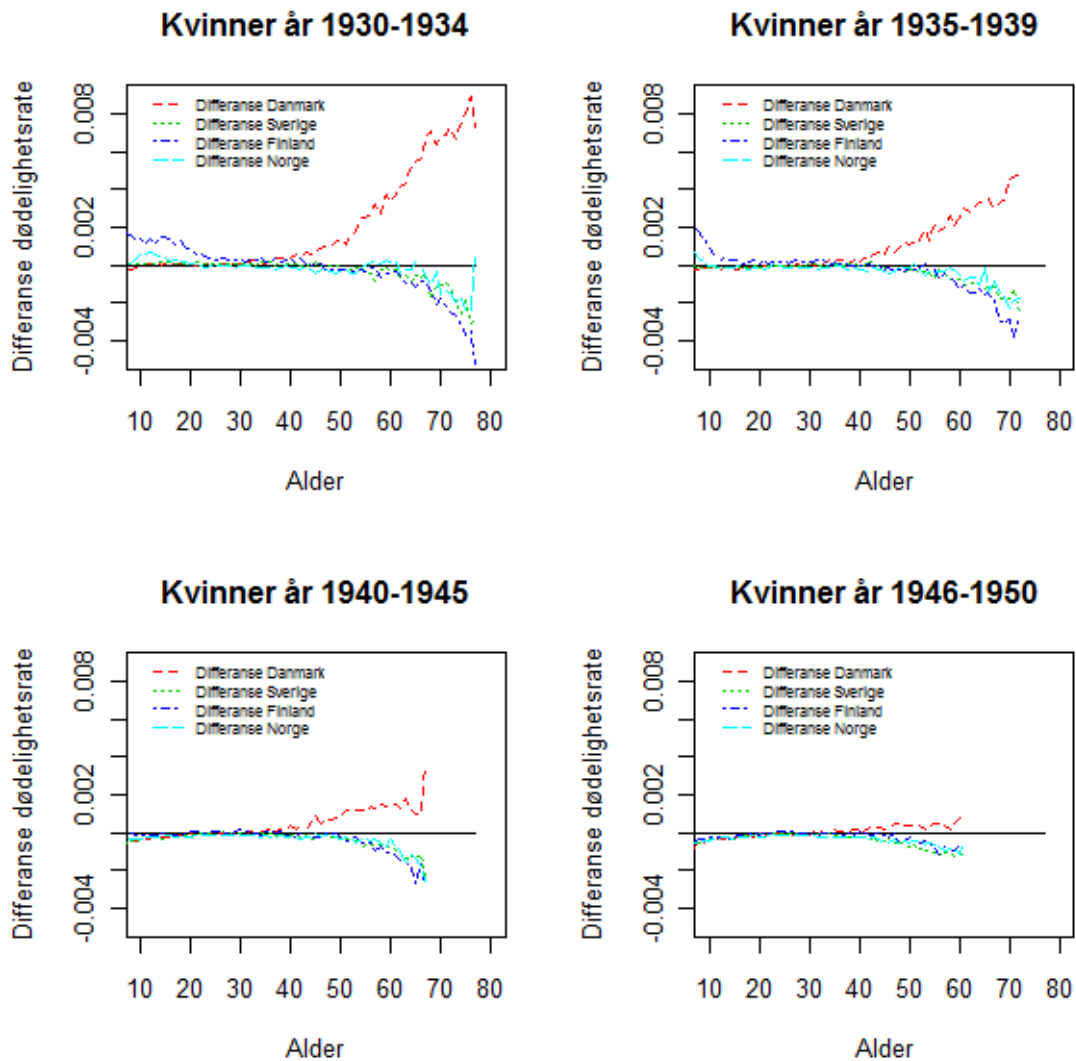 Kvinner år 1930-1934
Differanse dødelighetsrate
0.008
0.002
-0.004
Differanse Danmark
Differanse Sverige
Differanse Finland
Differanse Norge
10 20 30 40 50 60 70 80
Alder
Kvinner år 1935-1939
Differanse dødelighetsrate
0.008
0.002
-0.004
Differanse Danmark
Differanse Sverige
Differanse Finland
Differanse Norge
10 20 30 40 50 60 70 80
Alder
Kvinner år 1940-1945
Differanse dødelighetsrate
0.008
0.002
-0.004
Differanse Danmark
Differanse Sverige
Differanse Finland
Differanse Norge
10 20 30 40 50 60 70 80
Alder
Kvinner år 1946-1950
Differanse dødelighetsrate
0.008
0.002
-0.004
Differanse Danmark
Differanse Sverige
Differanse Finland
Differanse Norge
10 20 30 40 50 60 70 80
Alder